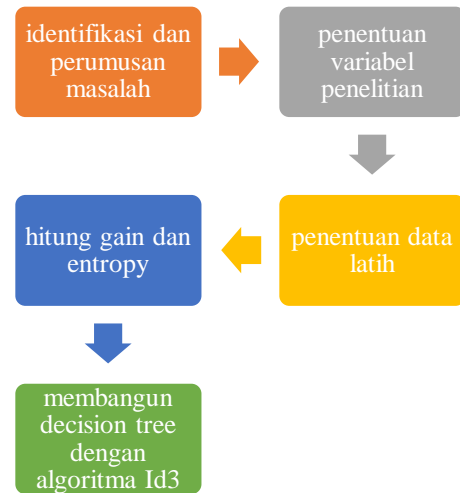 identifikasi dan
perumusan
masalah
penentuan
variabel
penelitian
penentuan data
latih
hitung gain dan
entropy
membangun
decision tree
dengan
algoritma Id3